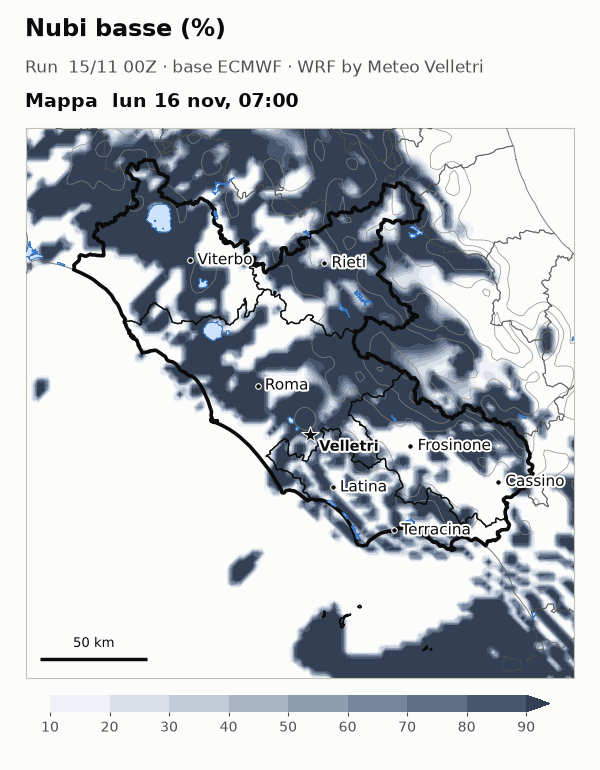 Nubi basse (%)
Run  15/11 00Z · base ECMWF · WRF by Meteo Velletri
Mappa  lun 16 nov, 07:00
Viterbo
Rieti
Roma
Velletri
Frosinone
Latina
Cassino
Terracina
50 km
10 20 30 40 50 60 70 80 90